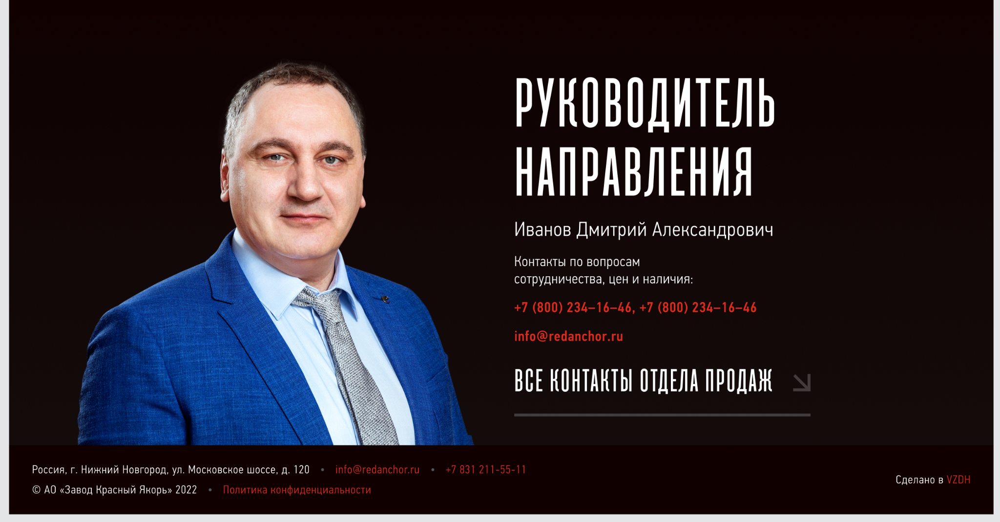 РУКОВОДИТЕЛЬ
НАПРАВЛЕНИЯ
Иванов Дмитрий Александрович
Контакты по вопросам
сотрудничества, цен и наличия:
+7 (800) 234–16–46, +7 (800) 234–16–46
info@redanchor.ru
ВСЕ КОНТАКТЫ ОТДЕЛА ПРОДАЖ
Россия, г. Нижний Новгород, ул. Московское шоссе, д. 120 • info@redanchor.ru • +7 831 211-55-11
© АО «Завод Красный Якорь» 2022 • Политика конфиденциальности
Сделано в VZDH